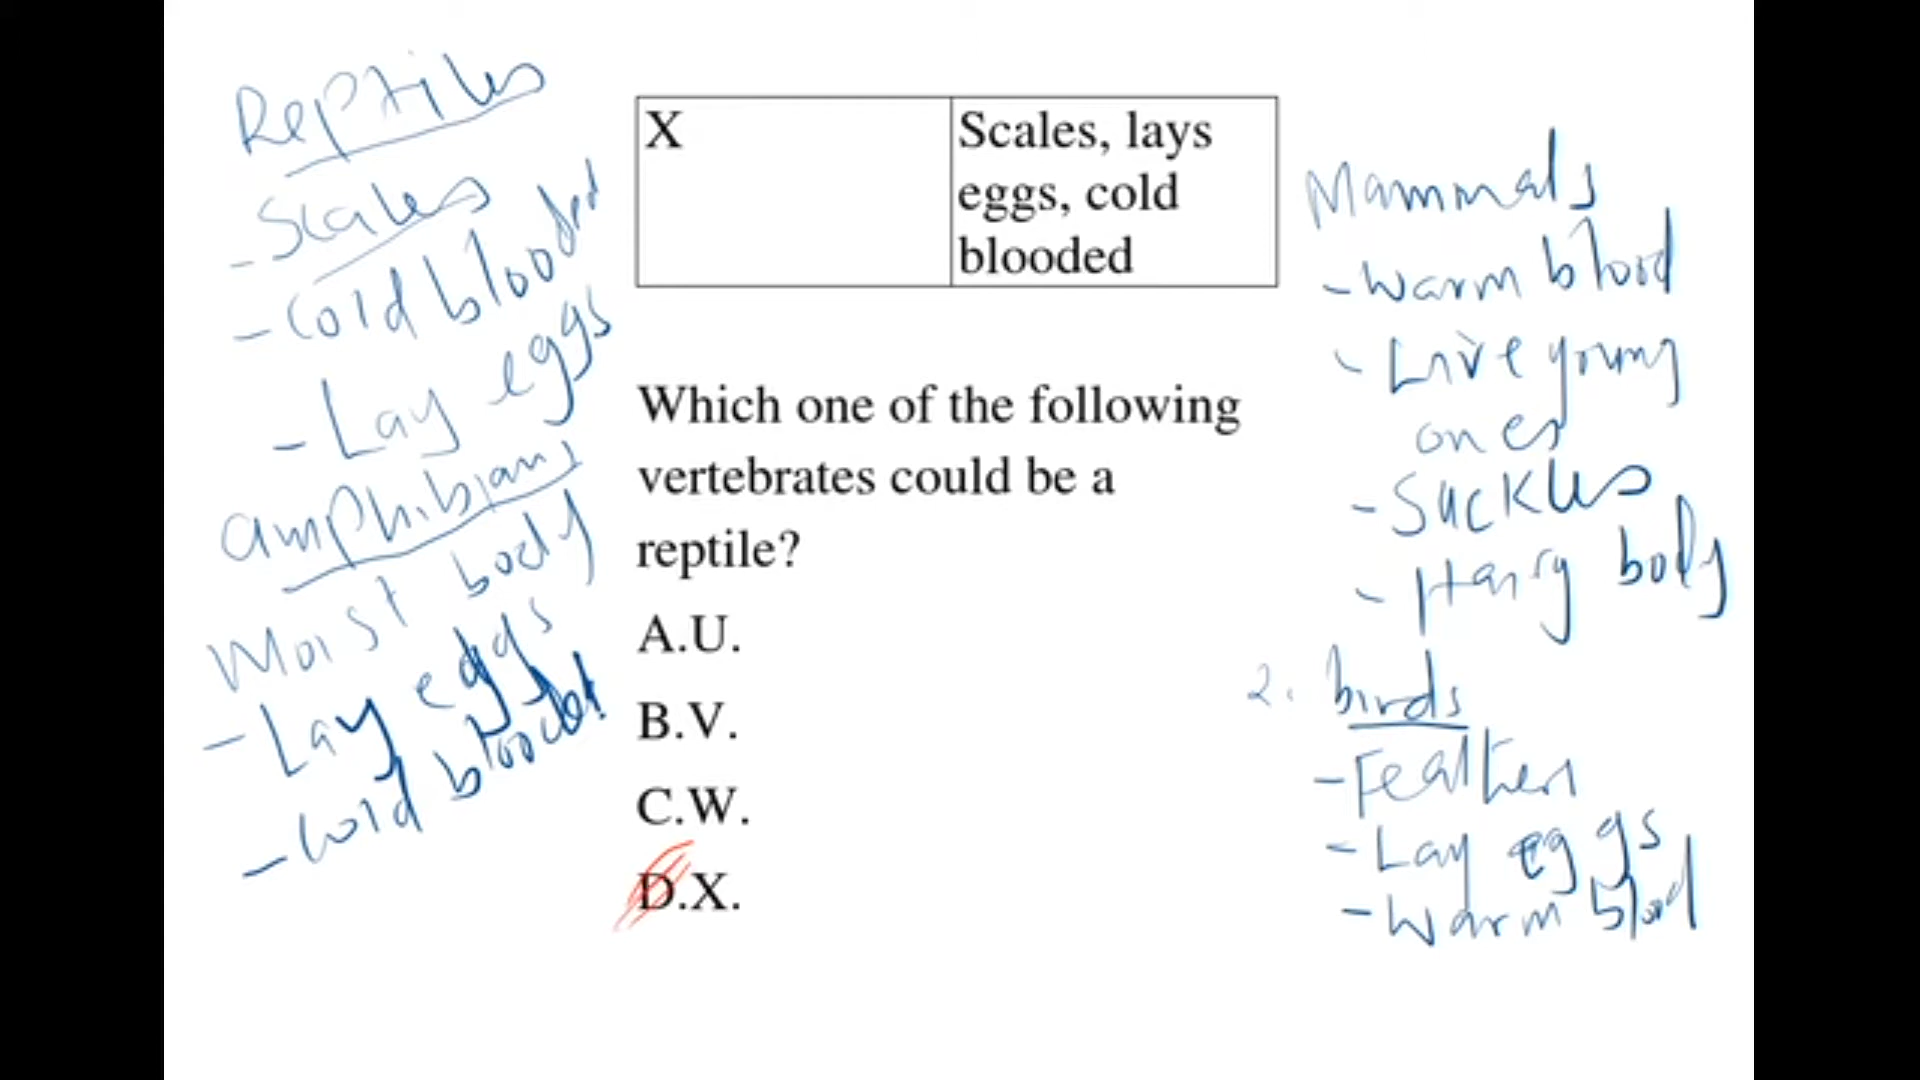 Reptiles
- Scales
- Cold blooded
- Lay eggs
amphibians
Moist body
- Lay eggs
- Cold blooded
X
Scales, lays
eggs, cold
blooded
Which one of the following
vertebrates could be a
reptile?
A.U.
B.V.
C.W.
D.X.
Mammals
- Warm blood
- Live young
ones
- Suckles
- Hairy body
2. birds
- Feathers
- Lay eggs
- Warm blood